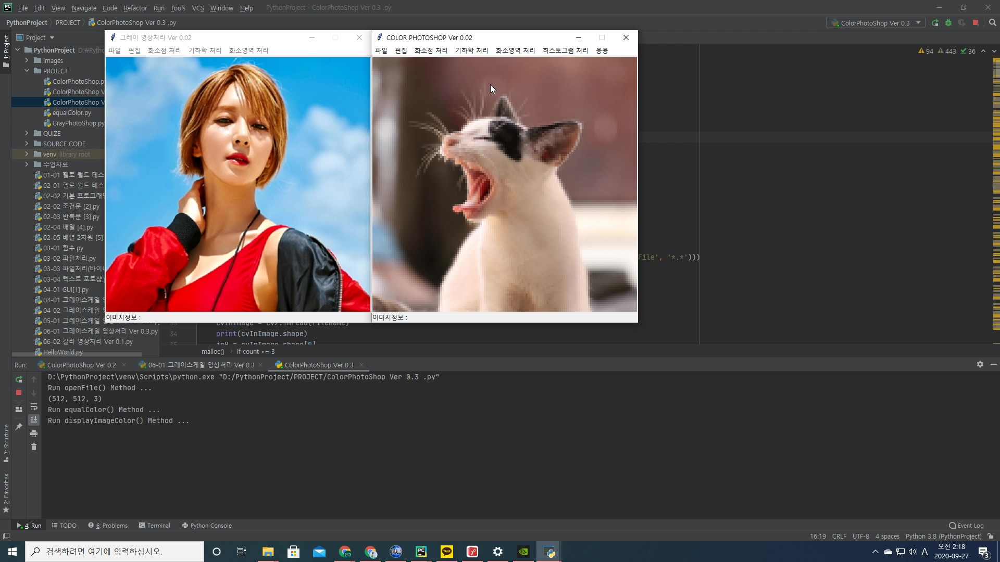 PC File Edit View Navigate Code Refactor Run Tools VCS Window Help PythonProject - ColorPhotoShop Ver 0.3 .py
PythonProject PROJECT ColorPhotoShop Ver 0.3 .py ColorPhotoShop Ver 0.3
1: Project
Project
94 443 36
PythonProject D:₩Pytho
images
PROJECT
ColorPhotoShop.p
ColorPhotoShop V
ColorPhotoShop V
equalColor.py
GrayPhotoShop.py
QUIZE
SOURCE CODE
venv library root
수업자료
01-01 헬로 월드 테스
02-01 헬로 월드 테스
02-02 기본 프로그래밍
02-02 조건문 [2].py
02-03 반복문 [3].py
02-04 배열 [4].py
02-05 배열 2차원 [5].
03-01 함수.py
03-02 파일처리.py
03-03 파일처리(바이너
03-04 텍스트 포토샵.
04-01 GUI[1].py
04-01 그레이스케일
04-02 그레이스케일
05-01 그레이스케일
06-01 그레이스케일 영상처리 Ver 0.3.py
06-02 칼라 영상처리 Ver 0.1.py
HelloWorld.py
그레이 영상처리 Ver 0.02
파일 편집 화소점 처리 기하학 처리 화소영역 처리
이미지정보 :
COLOR PHOTOSHOP Ver 0.02
파일 편집 화소점 처리 기하학 처리 화소영역 처리 히스토그램 처리 응용
이미지정보 :
File', '*.*')))
33 cvInImage = cv2.imread(filename)
34 print(cvInImage.shape)
35 inH = cvInImage.shape[0]
malloc() if count >= 3
Run: ColorPhotoShop Ver 0.2 06-01 그레이스케일 영상처리 Ver 0.3 ColorPhotoShop Ver 0.3
D:\PythonProject\venv\Scripts\python.exe "D:/PythonProject/PROJECT/ColorPhotoShop Ver 0.3 .py"
Run openFile() Method ...
(512, 512, 3)
Run equalColor() Method ...
Run displayImageColor() Method ...
7: Structure
2: Favorites
4: Run TODO 6: Problems Terminal Python Console Event Log
16:19 CRLF UTF-8 4 spaces Python 3.8 (PythonProject)
검색하려면 여기에 입력하십시오.
인규
PC
TALK
A
오전 2:18
2020-09-27
3